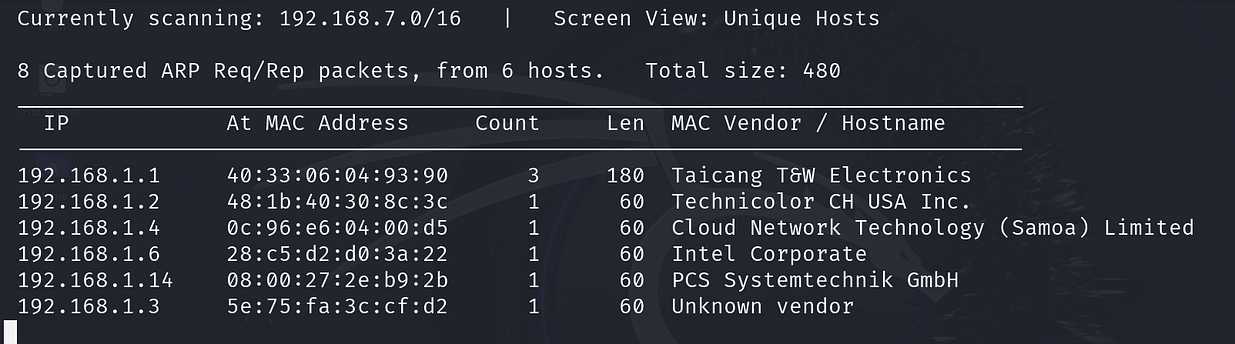 Currently scanning: 192.168.7.0/16 | Screen View: Unique Hosts
8 Captured ARP Req/Rep packets, from 6 hosts. Total size: 480
IP At MAC Address Count Len MAC Vendor / Hostname
192.168.1.1 40:33:06:04:93:90 3 180 Taicang T&W Electronics
192.168.1.2 48:1b:40:30:8c:3c 1 60 Technicolor CH USA Inc.
192.168.1.4 0c:96:e6:04:00:d5 1 60 Cloud Network Technology (Samoa) Limited
192.168.1.6 28:c5:d2:d0:3a:22 1 60 Intel Corporate
192.168.1.14 08:00:27:2e:b9:2b 1 60 PCS Systemtechnik GmbH
192.168.1.3 5e:75:fa:3c:cf:d2 1 60 Unknown vendor